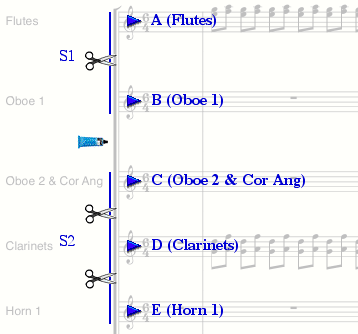 Flutes A (Flutes)
S1
Oboe 1 B (Oboe 1)
Oboe 2 & Cor Ang C (Oboe 2 & Cor Ang)
Clarinets S2 D (Clarinets)
Horn 1 E (Horn 1)